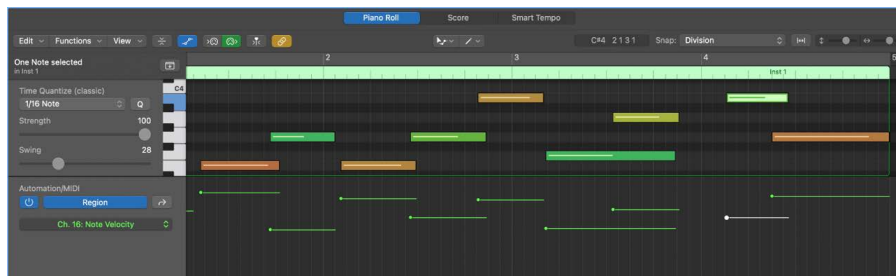 Piano Roll Score Smart Tempo
Edit Functions View C#4 2 1 3 1 Snap: Division
One Note selected
in Inst 1
2 3 4 5
Inst 1
C4
Time Quantize (classic)
1/16 Note Q
Strength 100
Swing 28
Automation/MIDI
Region
Ch. 16: Note Velocity